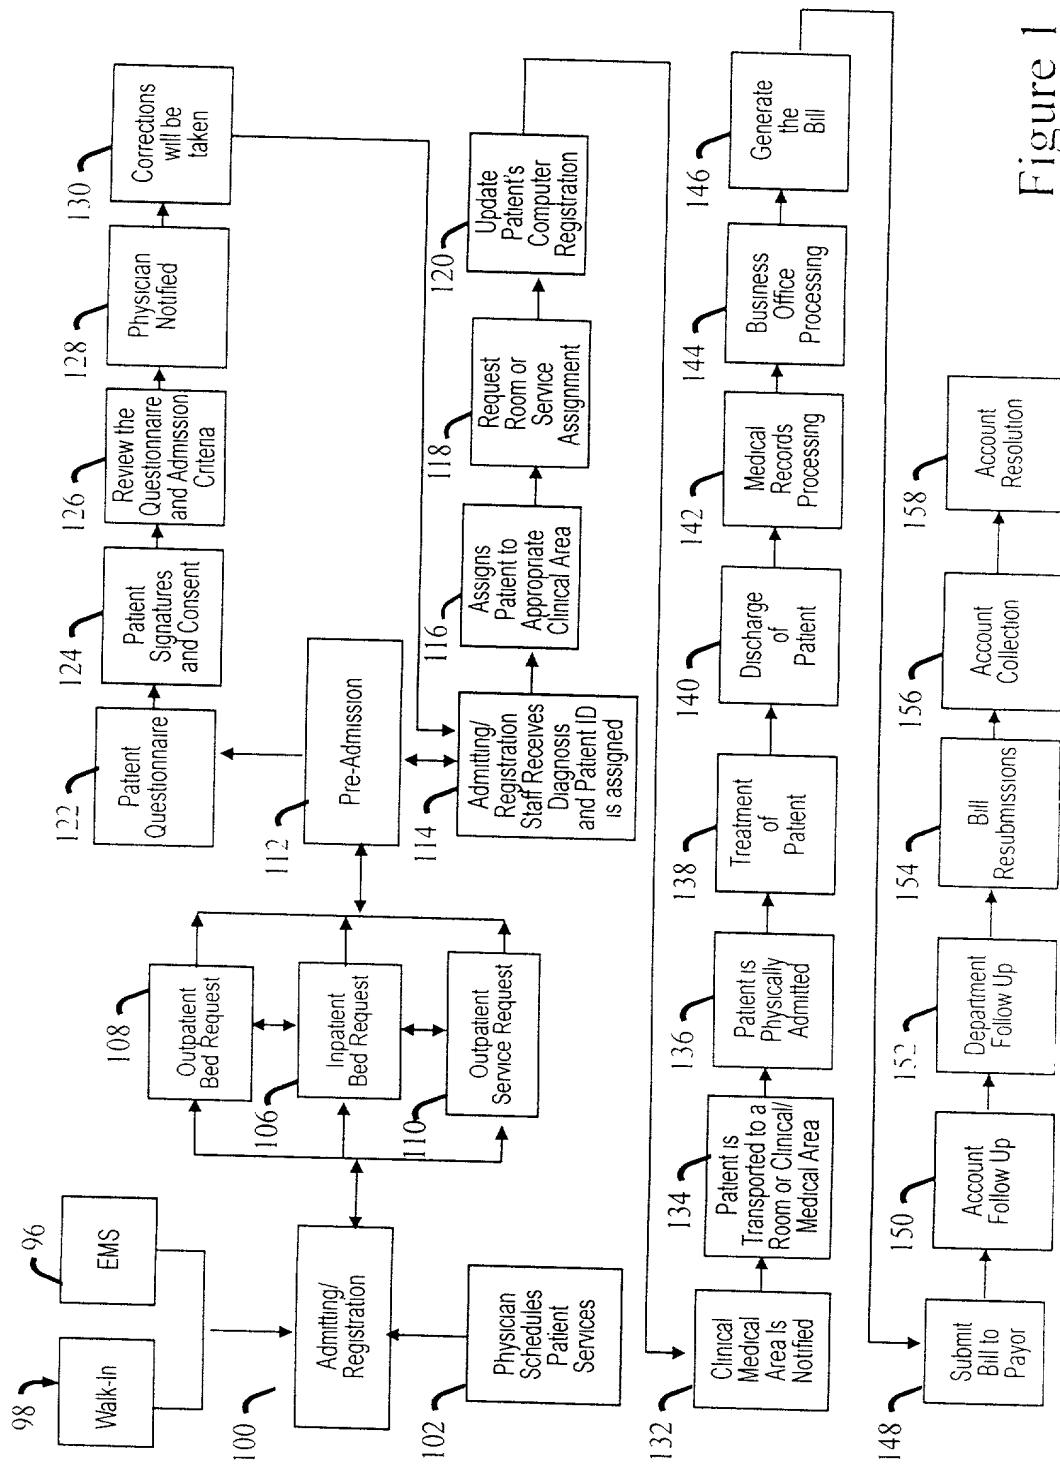 98
Walk-In
96
EMS
100
Admitting/
Registration
102
Physician
Schedules
Patient
Services
108
Outpatient
Bed Request
106
Inpatient
Bed Request
110
Outpatient
Service Request
112
Pre-Admission
122
Patient
Questionnaire
124
Patient
Signatures
and Consent
126
Review the
Questionnaire
and Admission
Criteria
128
Physician
Notified
130
Corrections
will be
taken
114
Admitting/
Registration
Staff Receives
Diagnosis
and Patient ID
is assigned
116
Assigns
Patient to
Appropriate
Clinical Area
118
Request
Room or
Service
Assignment
120
Update
Patient's
Computer
Registration
132
Clinical
Medical
Area Is
Notified
134
Patient is
Transported to a
Room or Clinical/
Medical Area
136
Patient is
Physically
Admitted
138
Treatment
of
Patient
140
Discharge
of
Patient
142
Medical
Records
Processing
144
Business
Office
Processing
146
Generate
the
Bill
148
Submit
Bill to
Payor
150
Account
Follow Up
152
Department
Follow Up
154
Bill
Resubmissions
156
Account
Collection
158
Account
Resolution
Figure 1